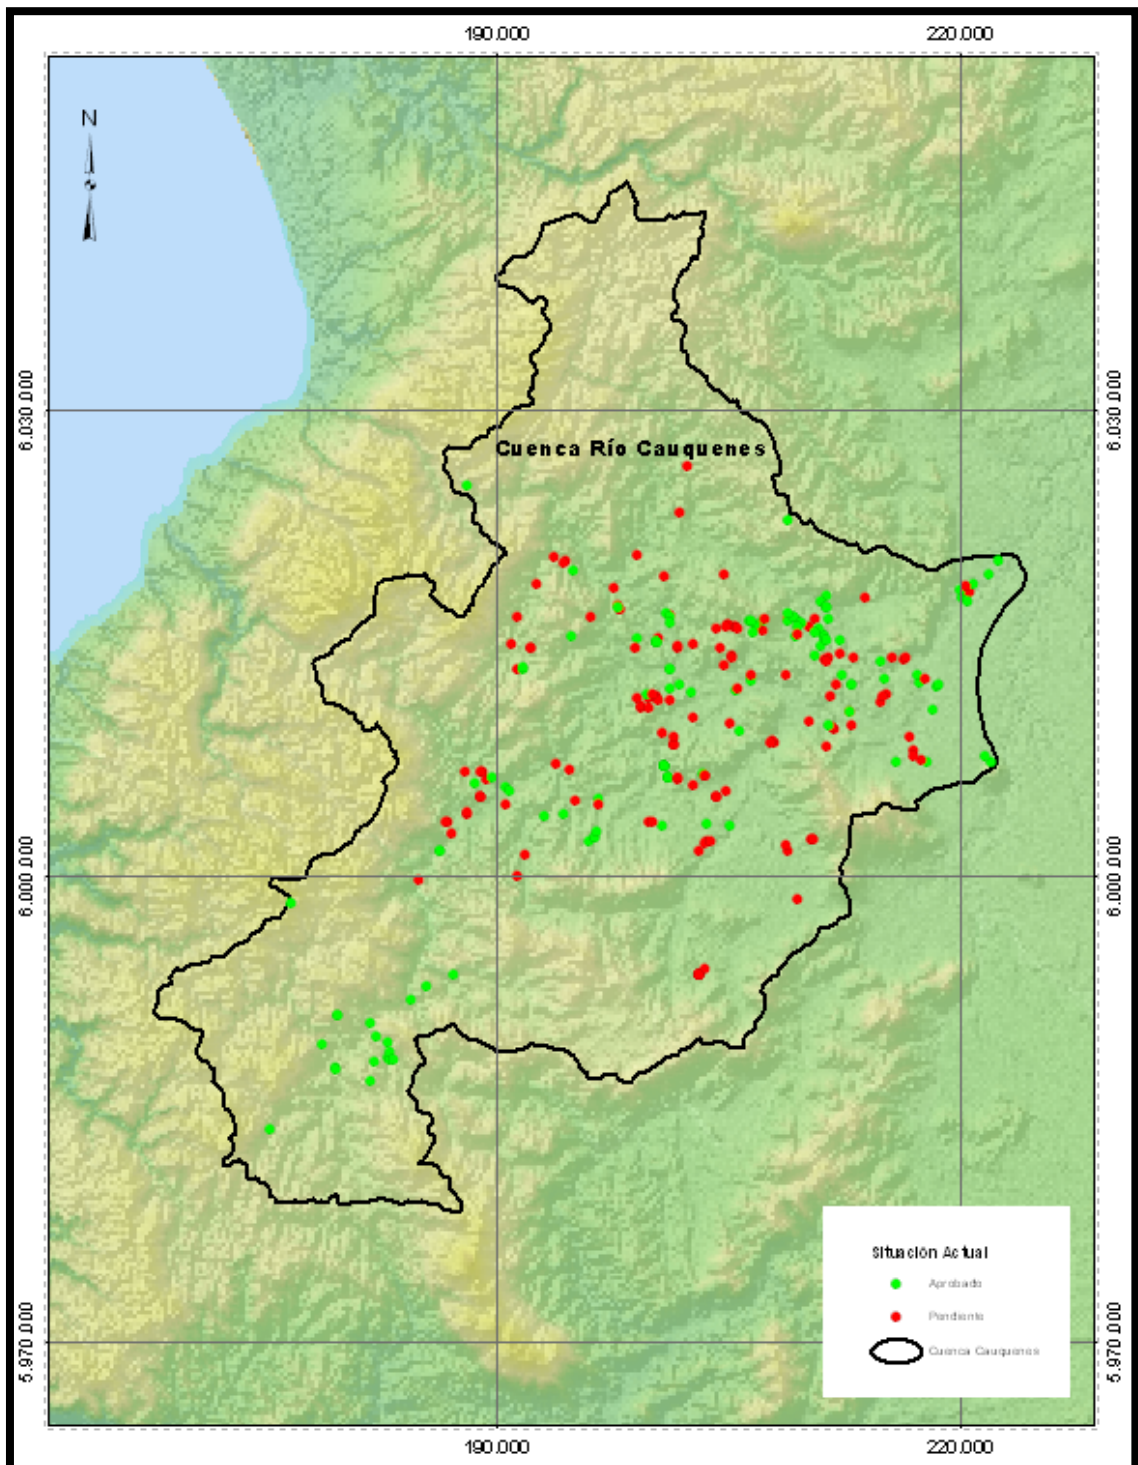 190.000 220.000
N
6.030.000 6.030.000
Cuenca Río Cauquenes
6.000.000 6.000.000
Situación Actual
Aprobado
Pendiente
Cuenca Cauquenes
5.970.000 5.970.000
190.000 220.000